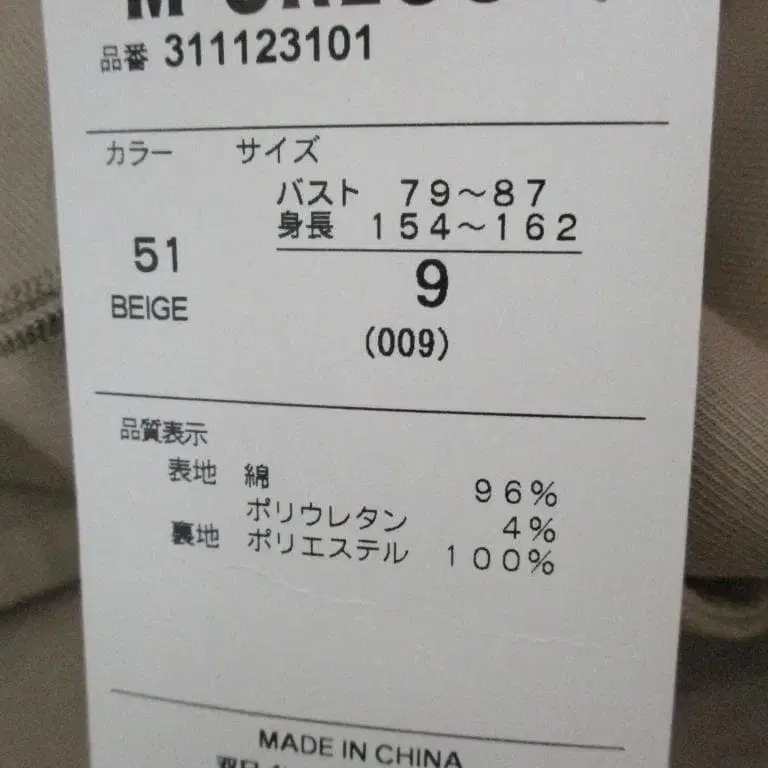 品番 311123101
カラー サイズ
バスト 79～87
身長 154～162
51
9
BEIGE
(009)
品質表示
表地 綿 96%
ポリウレタン 4%
裏地 ポリエステル 100%
MADE IN CHINA